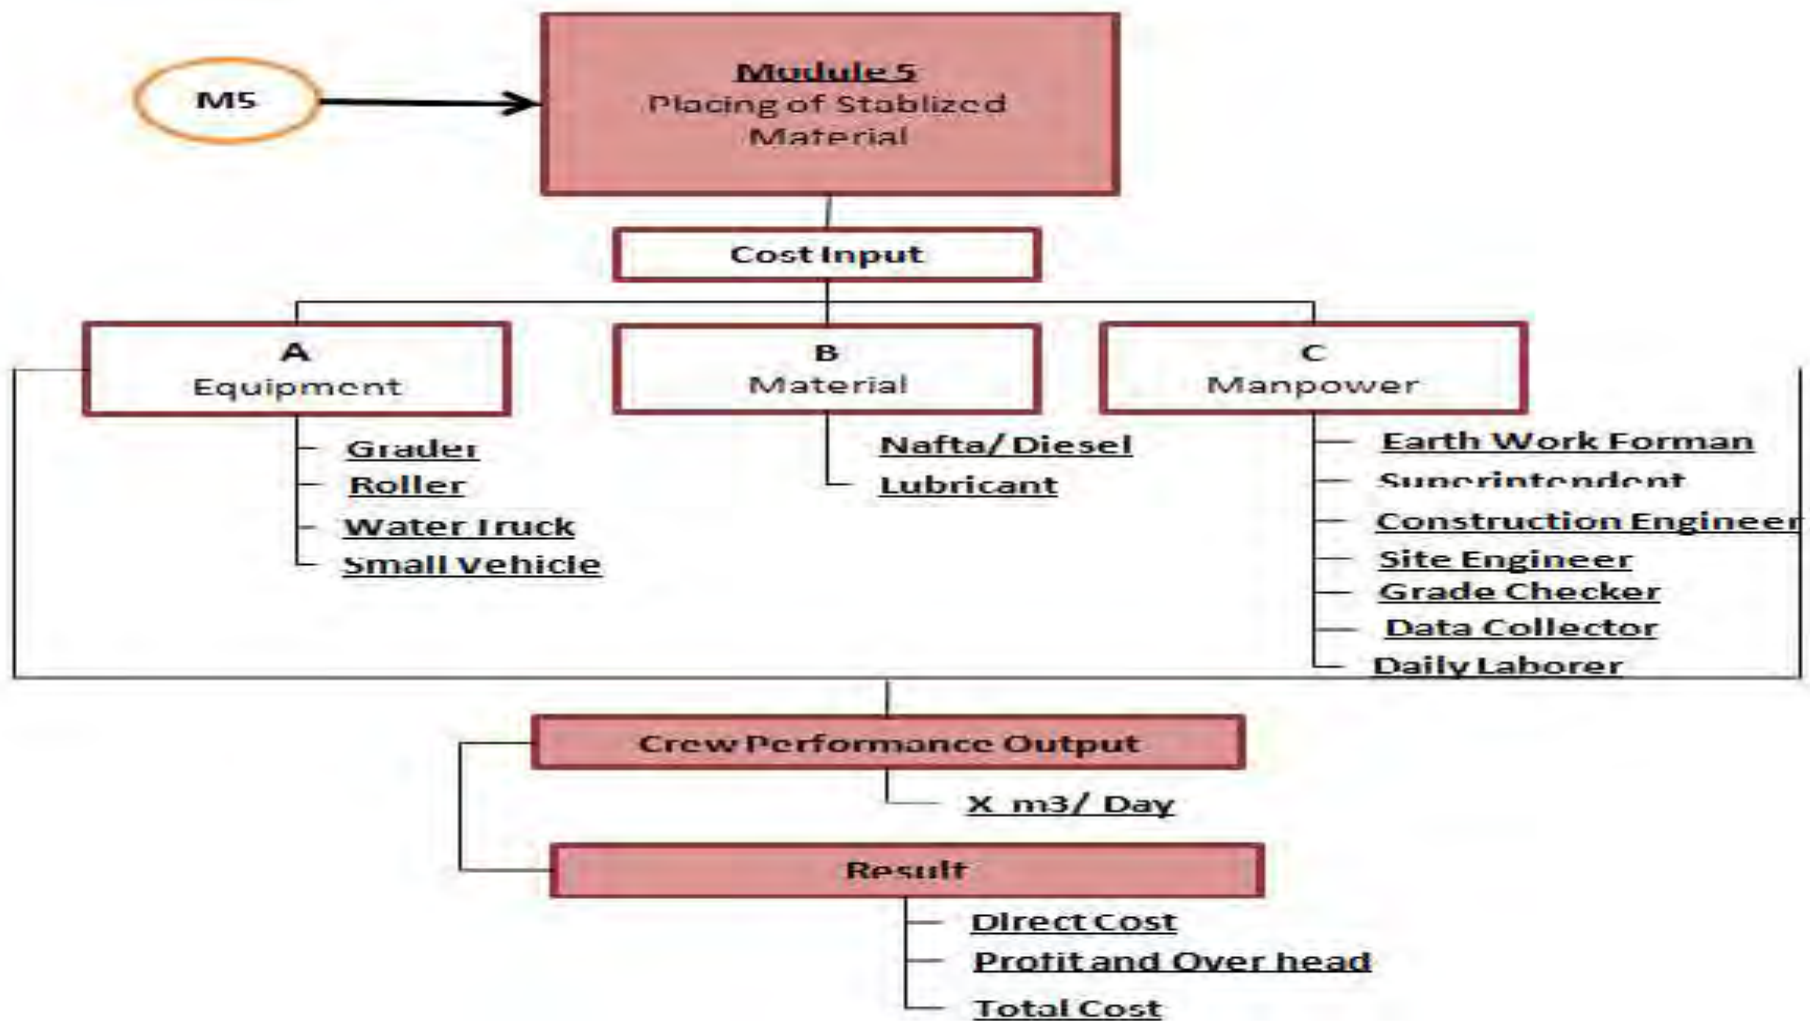 M5
Module 5
Placing of Stablized
Material
Cost Input
A
Equipment
B
Material
C
Manpower
Grader
Roller
Water Truck
Small Vehicle
Nafta/ Diesel
Lubricant
Earth Work Forman
Superintendent
Construction Engineer
Site Engineer
Grade Checker
Data Collector
Daily Laborer
Crew Performance Output
X m3/ Day
Result
Direct Cost
Profit and Over head
Total Cost